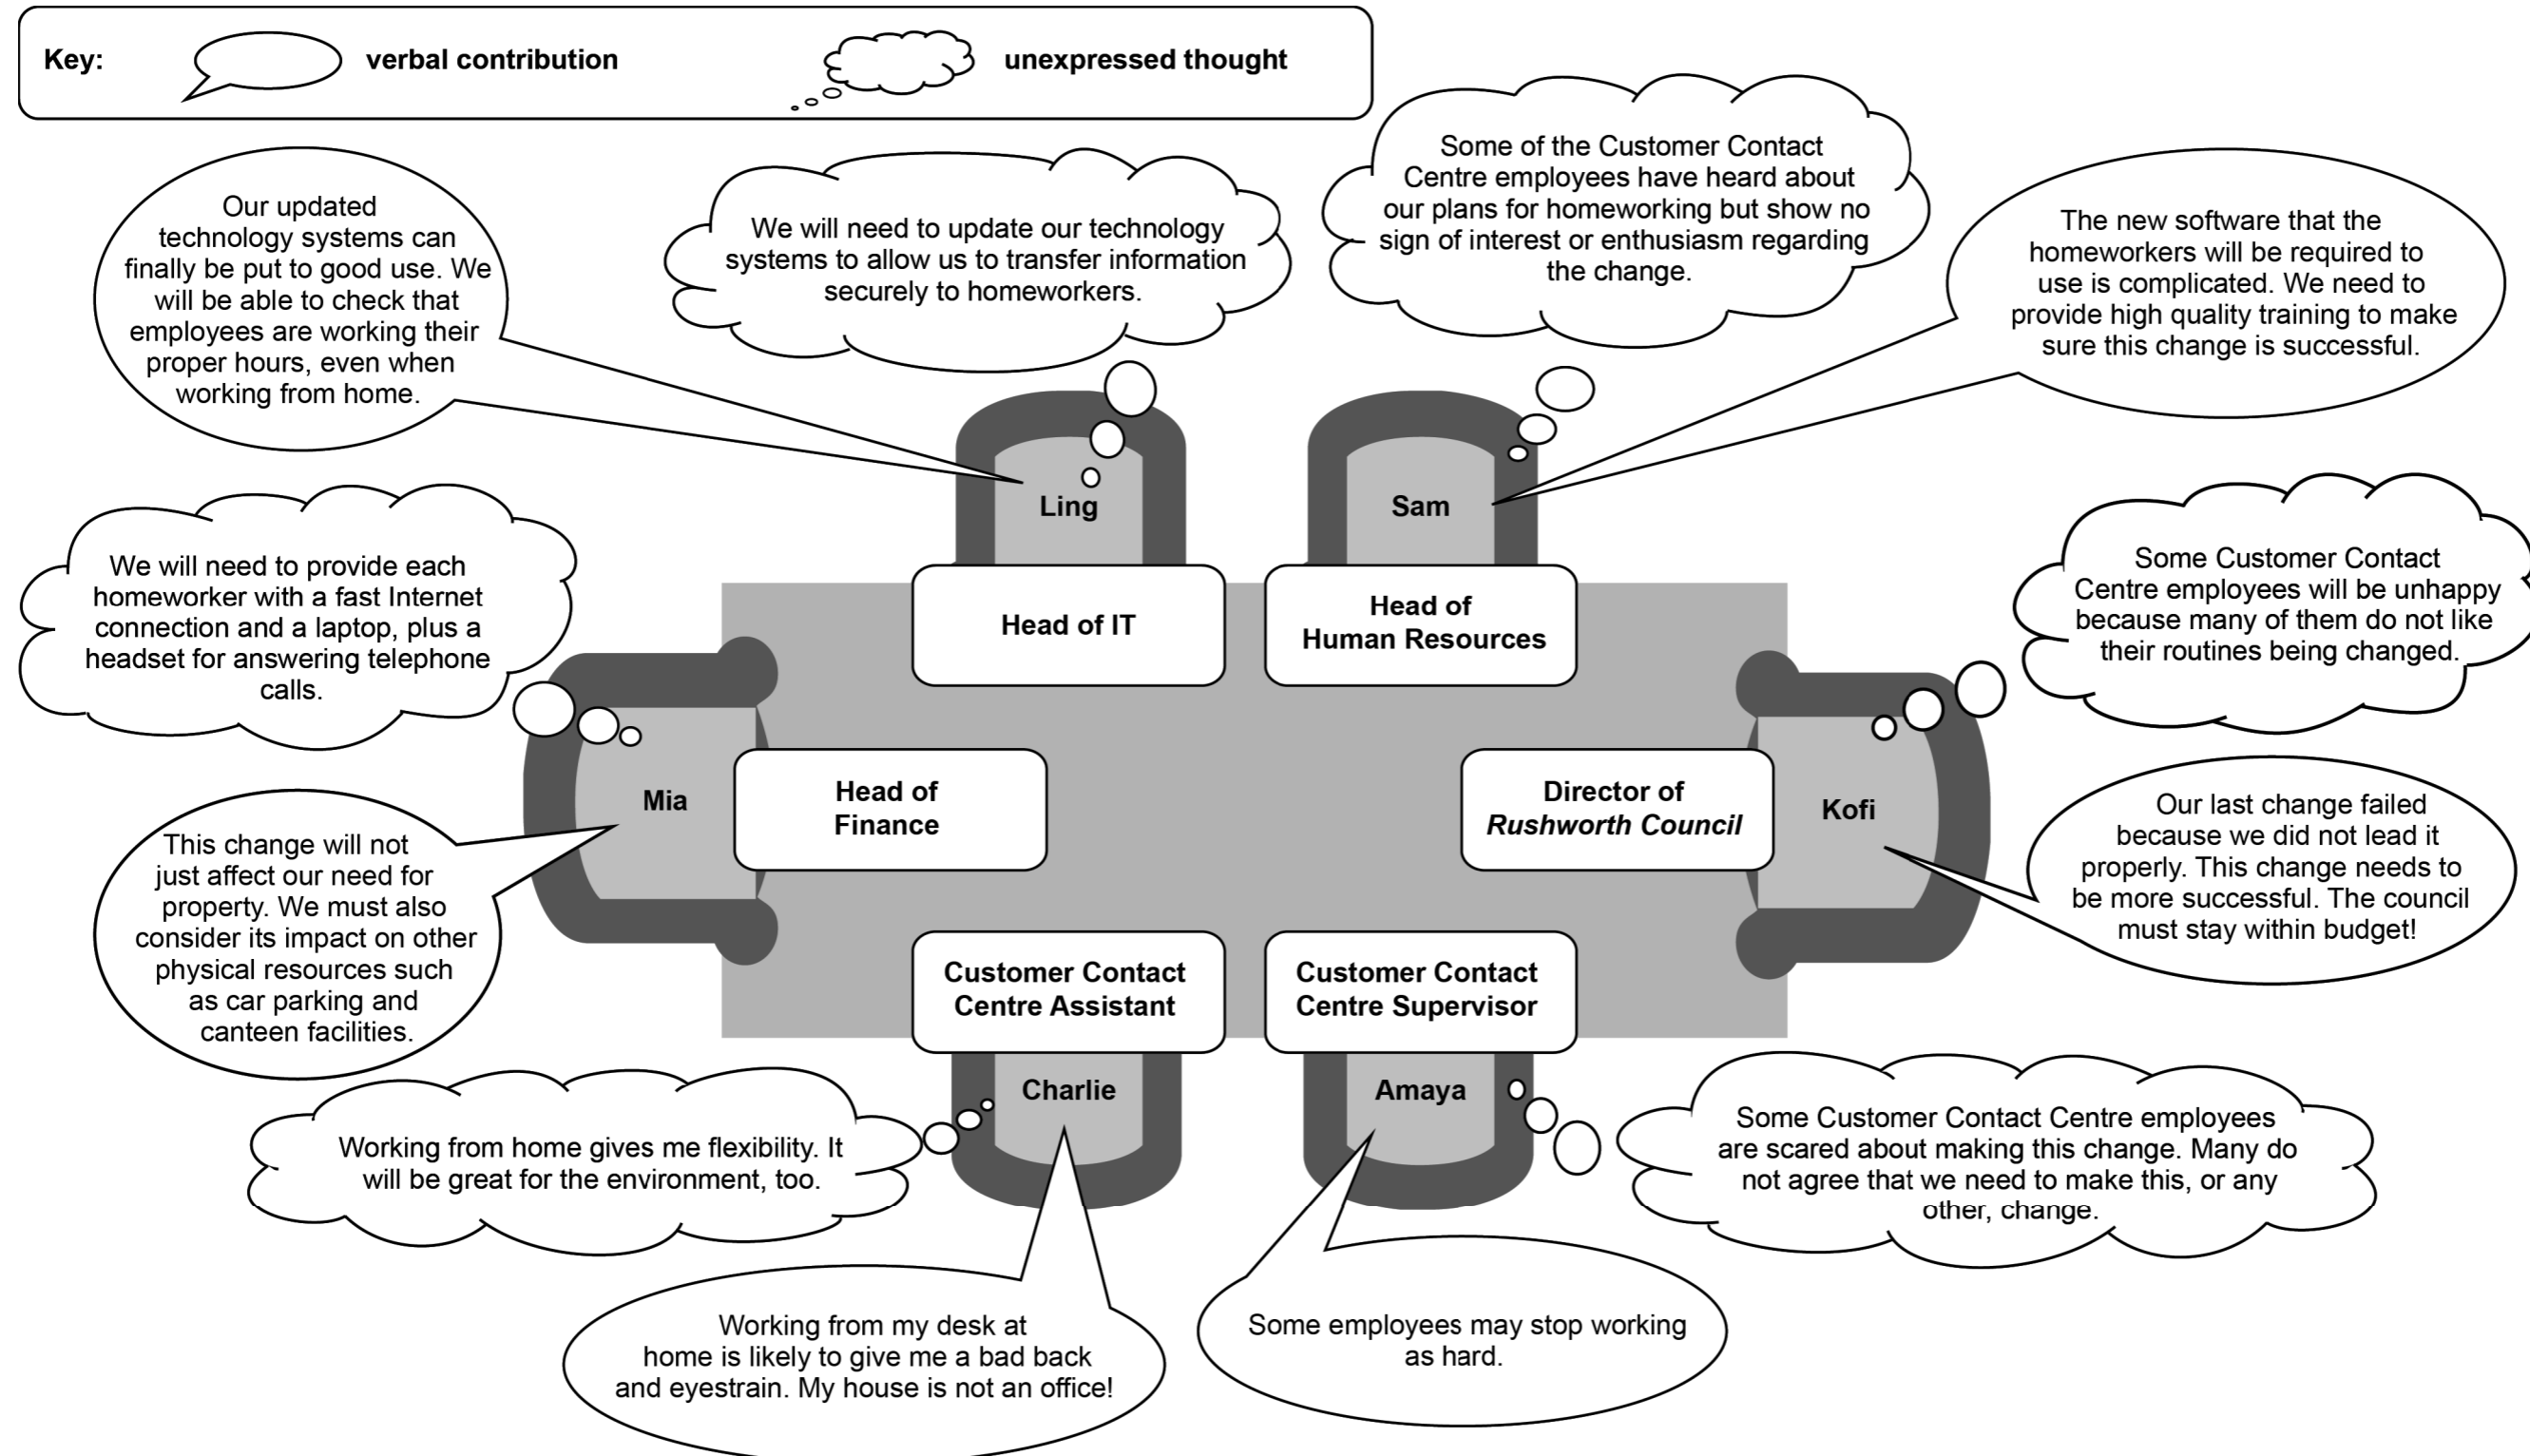 Key:
verbal contribution
unexpressed thought
Our updated
technology systems can
finally be put to good use. We
will be able to check that
employees are working their
proper hours, even when
working from home.
We will need to update our technology
systems to allow us to transfer information
securely to homeworkers.
Some of the Customer Contact
Centre employees have heard about
our plans for homeworking but show no
sign of interest or enthusiasm regarding
the change.
The new software that the
homeworkers will be required to
use is complicated. We need to
provide high quality training to make
sure this change is successful.
Ling
Sam
Head of IT
Head of
Human Resources
We will need to provide each
homeworker with a fast Internet
connection and a laptop, plus a
headset for answering telephone
calls.
Some Customer Contact
Centre employees will be unhappy
because many of them do not like
their routines being changed.
Mia
Head of
Finance
Director of
Rushworth Council
Kofi
This change will not
just affect our need for
property. We must also
consider its impact on other
physical resources such
as car parking and
canteen facilities.
Our last change failed
because we did not lead it
properly. This change needs to
be more successful. The council
must stay within budget!
Customer Contact
Centre Assistant
Customer Contact
Centre Supervisor
Charlie
Amaya
Working from home gives me flexibility. It
will be great for the environment, too.
Some Customer Contact Centre employees
are scared about making this change. Many do
not agree that we need to make this, or any
other, change.
Working from my desk at
home is likely to give me a bad back
and eyestrain. My house is not an office!
Some employees may stop working
as hard.